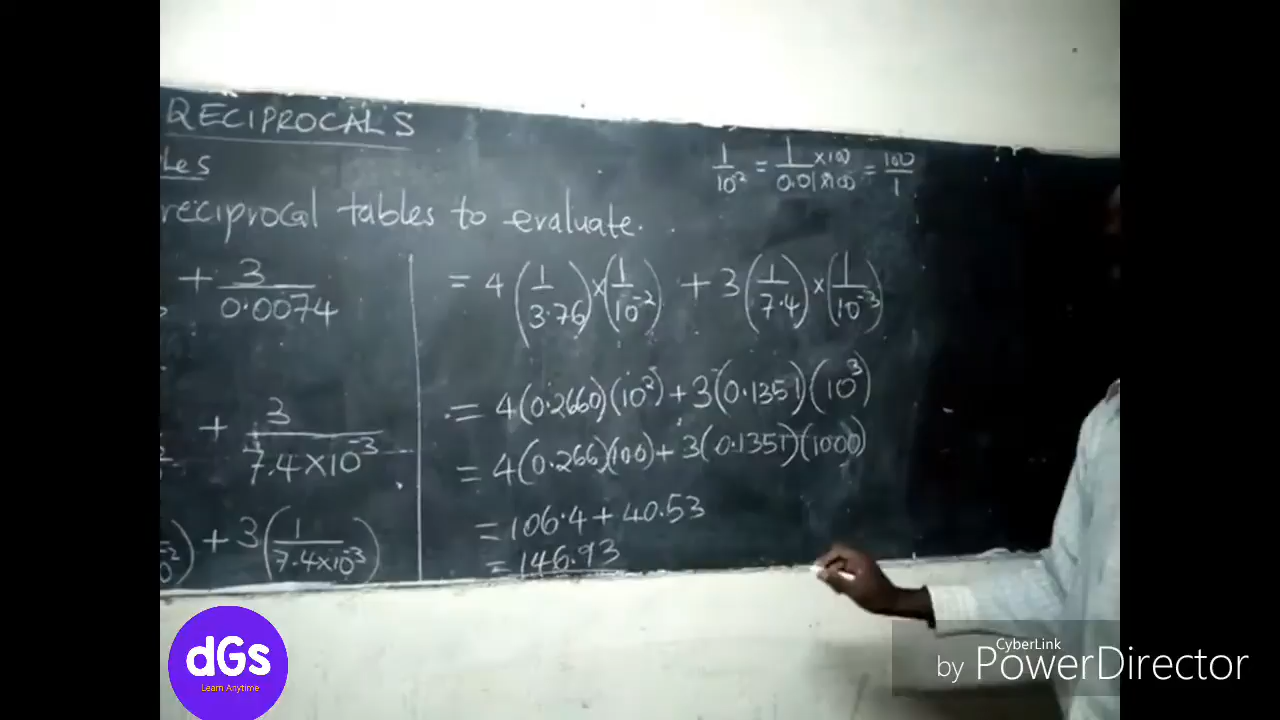 RECIPROCALS
les
reciprocal tables to evaluate.
+ 3/0.0074
+ 3/7.4×10⁻³
+ 3(1/7.4×10⁻³)
1/10⁻² = 1/0.01 ×100/×100 = 100/1
= 4(1/3.76)×(1/10⁻²) + 3(1/7.4)×(1/10⁻³)
= 4(0.2660)(10²) + 3(0.1351)(10³)
= 4(0.266)(100) + 3(0.1351)(1000)
= 106.4 + 40.53
= 146.93
dGs
Learn Anytime
CyberLink
by PowerDirector